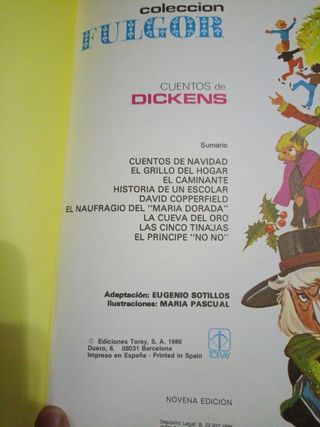 coleccion
FULGOR
CUENTOS de
DICKENS
Sumario
CUENTOS DE NAVIDAD
EL GRILLO DEL HOGAR
EL CAMINANTE
HISTORIA DE UN ESCOLAR
DAVID COPPERFIELD
EL NAUFRAGIO DEL "MARIA DORADA"
LA CUEVA DEL ORO
LAS CINCO TINAJAS
EL PRINCIPE "NO NO"
Adaptación: EUGENIO SOTILLOS
Ilustraciones: MARIA PASCUAL
© Ediciones Toray, S. A. 1986
Duero, 6. 08031 Barcelona
Impreso en España - Printed in Spain
TORAY
NOVENA EDICIÓN
Depósito Legal: B.